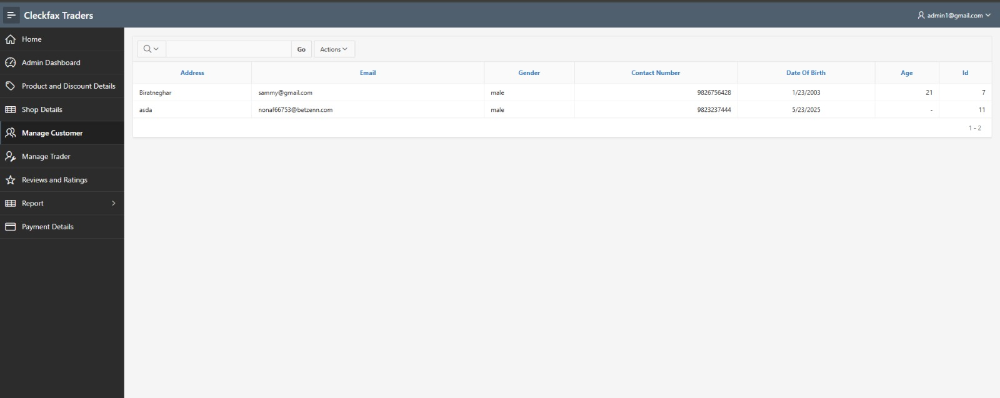 Cleckfax Traders
admin1@gmail.com
Home
Admin Dashboard
Product and Discount Details
Shop Details
Manage Customer
Manage Trader
Reviews and Ratings
Report
Payment Details
Go Actions
Address Email Gender Contact Number Date Of Birth Age Id
Biratneghar sammy@gmail.com male 9826756428 1/23/2003 21 7
asda nonaf66753@betzenn.com male 9823237444 5/23/2025 - 11
1 - 2